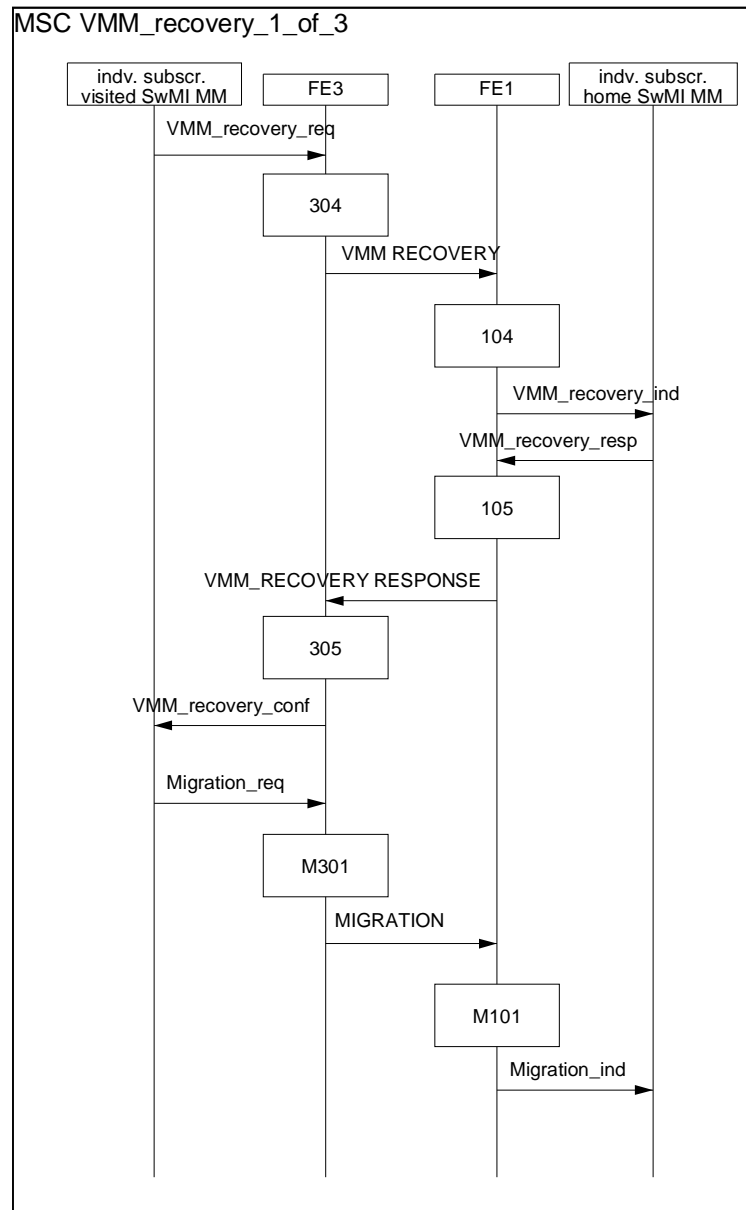 MSC VMM_recovery_1_of_3
indv. subscr.
visited SwMI MM
FE3
FE1
indv. subscr.
home SwMI MM
VMM_recovery_req
304
VMM RECOVERY
104
VMM_recovery_ind
VMM_recovery_resp
105
VMM_RECOVERY RESPONSE
305
VMM_recovery_conf
Migration_req
M301
MIGRATION
M101
Migration_ind